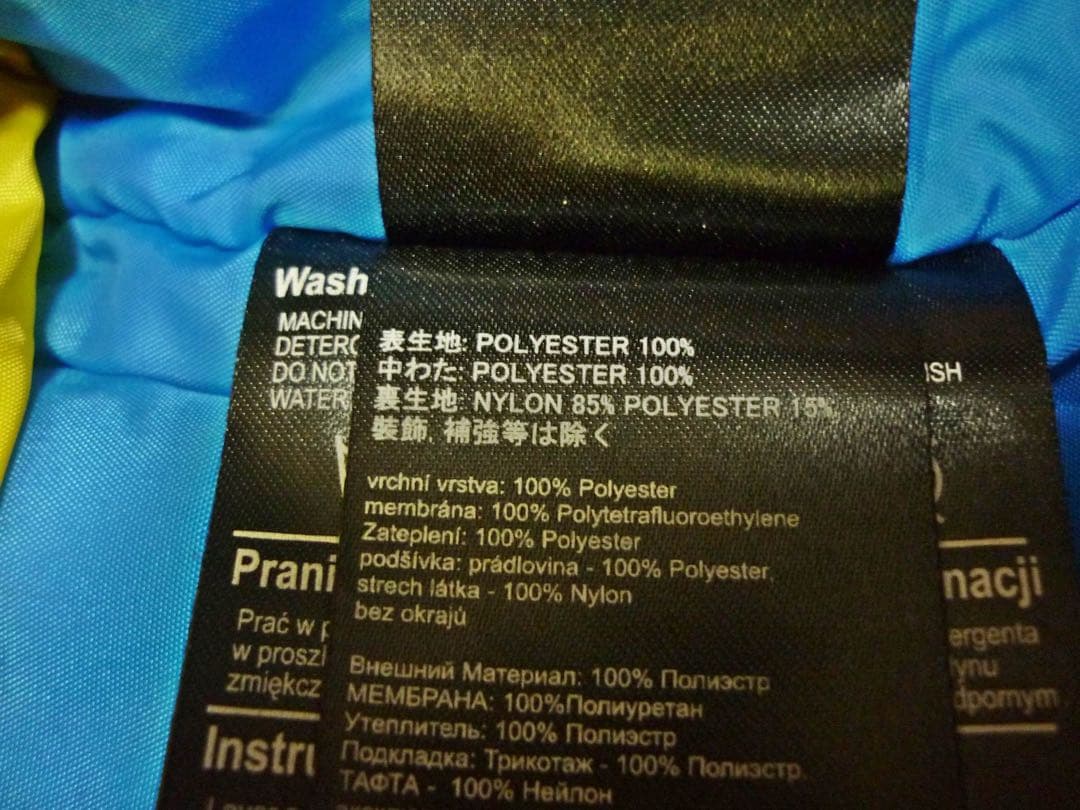 Wash
MACHIN
DETERG
DO NOT
WATER
ISH
表生地: POLYESTER 100%
中わた: POLYESTER 100%
裏生地: NYLON 85% POLYESTER 15%
装飾, 補強等は除く
vrchní vrstva: 100% Polyester
membrána: 100% Polytetrafluoroethylene
Zateplení: 100% Polyester
podšívka: prádlovina - 100% Polyester,
strech látka - 100% Nylon
bez okrajů
Внешний Материал: 100% Полиэстр
МЕМБРАНА: 100%Полиуретан
Утеплитель: 100% Полиэстр
Подкладка: Трикотаж - 100% Полиэстр,
ТАФТА - 100% Нейлон
Prani
nacji
Prać w p
w proszł
zmiękcz
ergenta
ynu
dpornym
Instru